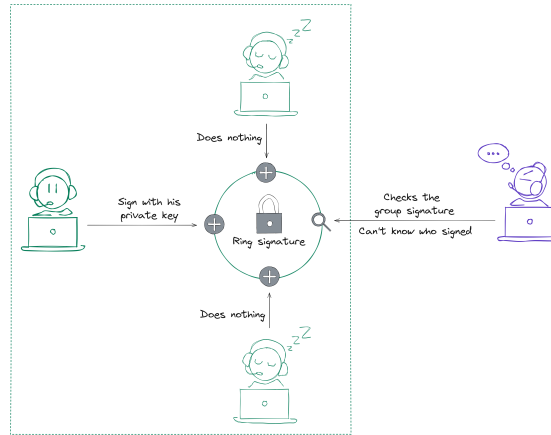 z z Z
Does nothing
Sign with his
private key
Ring signature
Checks the
group signature
Can't know who signed
Does nothing
z z Z